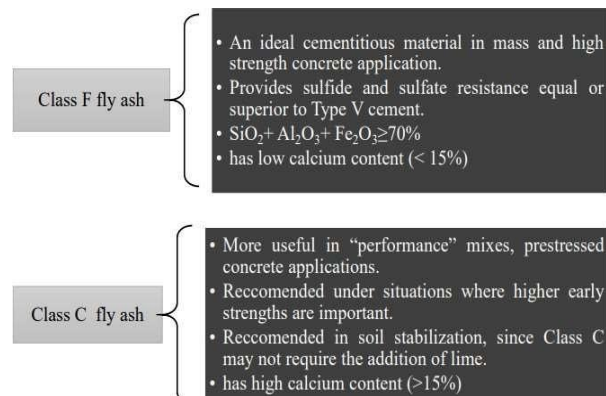 Class F fly ash
• An ideal cementitious material in mass and high
strength concrete application.
• Provides sulfide and sulfate resistance equal or
superior to Type V cement.
• SiO₂+ Al₂O₃+ Fe₂O₃≥70%
• has low calcium content (< 15%)
Class C fly ash
• More useful in “performance” mixes, prestressed
concrete applications.
• Reccomended under situations where higher early
strengths are important.
• Reccomended in soil stabilization, since Class C
may not require the addition of lime.
• has high calcium content (>15%)